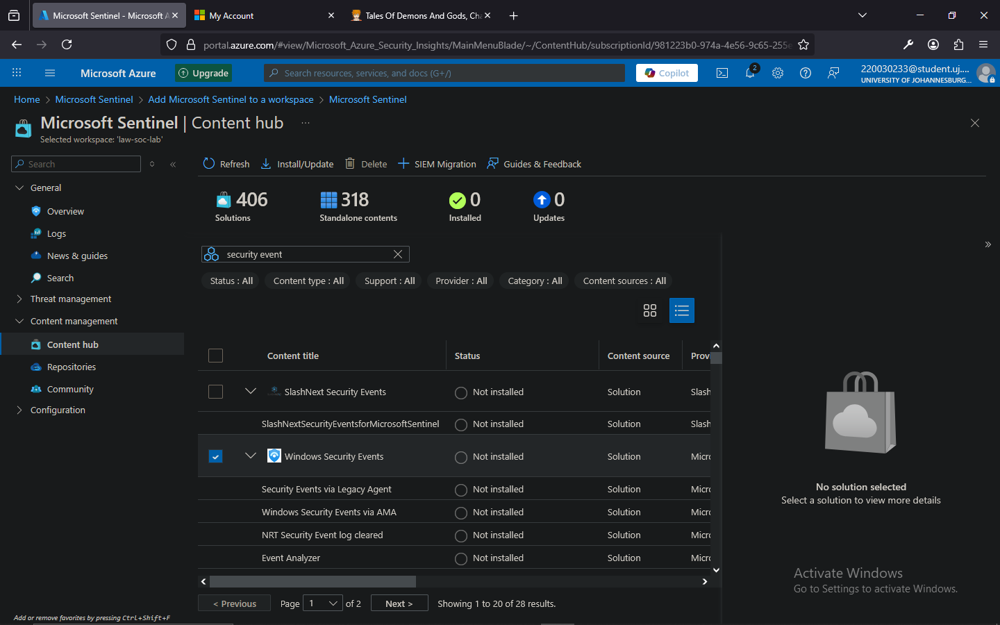 Microsoft Sentinel - Microsoft A
My Account
Tales Of Demons And Gods, Cha
portal.azure.com/#view/Microsoft_Azure_Security_Insights/MainMenuBlade/~/ContentHub/subscriptionId/981223b0-974a-4e56-9c65-255e
Microsoft Azure
Upgrade
Search resources, services, and docs (G+/)
Copilot
2
220030233@student.uj....
UNIVERSITY OF JOHANNESBURG...
Home > Microsoft Sentinel > Add Microsoft Sentinel to a workspace > Microsoft Sentinel
Microsoft Sentinel | Content hub ...
Selected workspace: 'law-soc-lab'
Search
Refresh
Install/Update
Delete
SIEM Migration
Guides & Feedback
General
Overview
Logs
News & guides
Search
Threat management
Content management
Content hub
Repositories
Community
Configuration
406
Solutions
318
Standalone contents
0
Installed
0
Updates
security event
Status : All
Content type : All
Support : All
Provider : All
Category : All
Content sources : All
Content title Status Content source Prov
SlashNext Security Events Not installed Solution Slash
SlashNextSecurityEventsforMicrosoftSentinel Not installed Solution Slash
Windows Security Events Not installed Solution Micro
Security Events via Legacy Agent Not installed Solution Micro
Windows Security Events via AMA Not installed Solution Micro
NRT Security Event log cleared Not installed Solution Micro
Event Analyzer Not installed Solution Micro
< Previous
Page 1 of 2
Next >
Showing 1 to 20 of 28 results.
No solution selected
Select a solution to view more details
Activate Windows
Go to Settings to activate Windows.
Add or remove favorites by pressing Ctrl+Shift+F